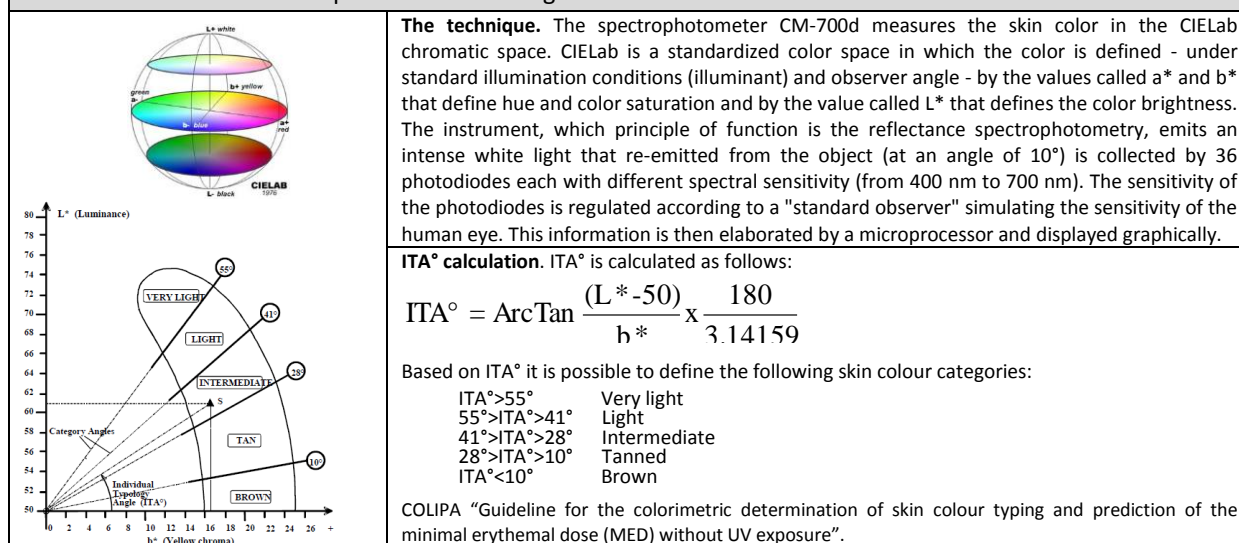 L+ white
b+ yellow
green
a-
b- blue
a+
red
CIELAB
1976
L- black
80
L* (Luminance)
78
76
74
72
70
68
66
64
62
60
58
56
54
52
50
55°
VERY LIGHT
41°
LIGHT
28°
INTERMEDIATE
S
Category Angles
TAN
10°
Individual
Typology
Angle (ITA°)
BROWN
0 2 4 6 8 10 12 14 16 18 20 22 24 26 +
b* (Yellow chroma)
The technique. The spectrophotometer CM-700d measures the skin color in the CIELab
chromatic space. CIELab is a standardized color space in which the color is defined - under
standard illumination conditions (illuminant) and observer angle - by the values called a* and b*
that define hue and color saturation and by the value called L* that defines the color brightness.
The instrument, which principle of function is the reflectance spectrophotometry, emits an
intense white light that re-emitted from the object (at an angle of 10°) is collected by 36
photodiodes each with different spectral sensitivity (from 400 nm to 700 nm). The sensitivity of
the photodiodes is regulated according to a "standard observer" simulating the sensitivity of the
human eye. This information is then elaborated by a microprocessor and displayed graphically.
ITA° calculation. ITA° is calculated as follows:
ITA° = ArcTan (L*-50) / b* x 180 / 3.14159
Based on ITA° it is possible to define the following skin colour categories:
ITA°>55° Very light
55°>ITA°>41° Light
41°>ITA°>28° Intermediate
28°>ITA°>10° Tanned
ITA°<10° Brown
COLIPA “Guideline for the colorimetric determination of skin colour typing and prediction of the
minimal erythemal dose (MED) without UV exposure”.